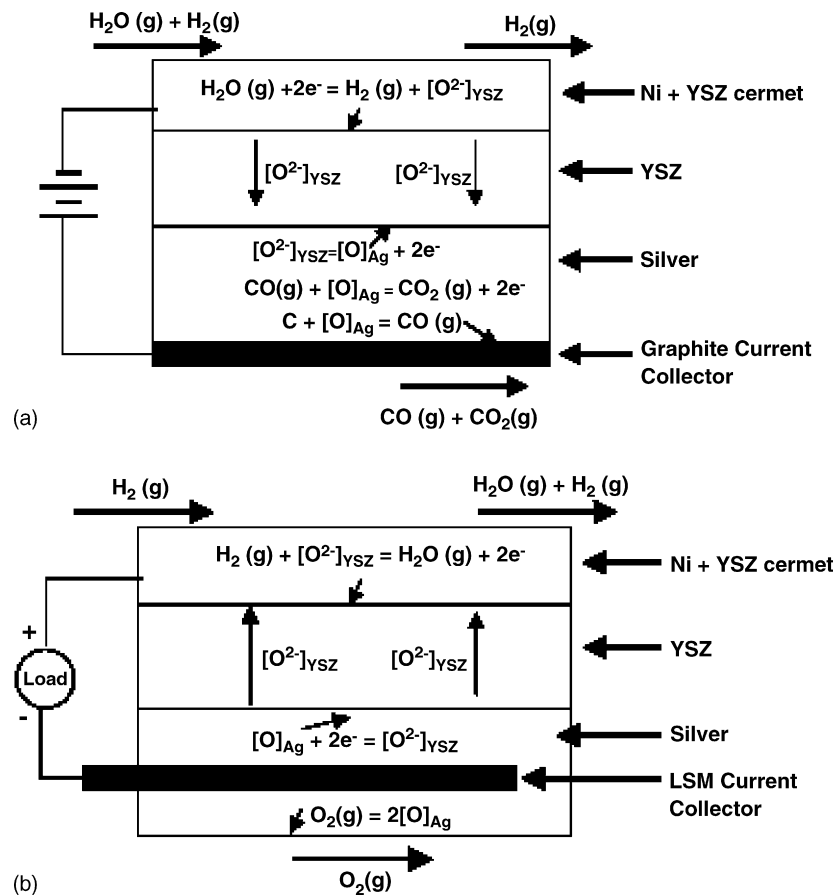 H₂O (g) + H₂(g)
H₂(g)
H₂O (g) +2e⁻ = H₂ (g) + [O²⁻]YSZ
Ni + YSZ cermet
[O²⁻]YSZ
[O²⁻]YSZ
YSZ
[O²⁻]YSZ=[O]Ag + 2e⁻
Silver
CO(g) + [O]Ag = CO₂ (g) + 2e⁻
C + [O]Ag = CO (g)
Graphite Current
Collector
(a)
CO (g) + CO₂(g)
H₂ (g)
H₂O (g) + H₂ (g)
H₂ (g) + [O²⁻]YSZ = H₂O (g) + 2e⁻
Ni + YSZ cermet
+
Load
-
[O²⁻]YSZ
[O²⁻]YSZ
YSZ
[O]Ag + 2e⁻ = [O²⁻]YSZ
Silver
LSM Current
Collector
O₂(g) = 2[O]Ag
(b)
O₂(g)